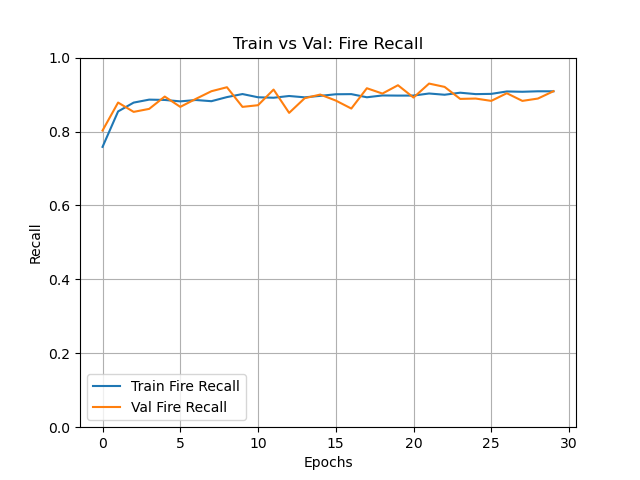 Train vs Val: Fire Recall
1.0
0.8
0.6
0.4
0.2
0.0
Recall
Train Fire Recall
Val Fire Recall
0 5 10 15 20 25 30
Epochs